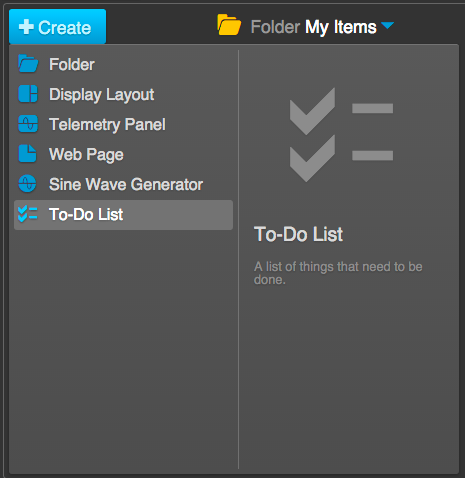 Create
Folder My Items
Folder
Display Layout
Telemetry Panel
Web Page
Sine Wave Generator
To-Do List
To-Do List
A list of things that need to be
done.